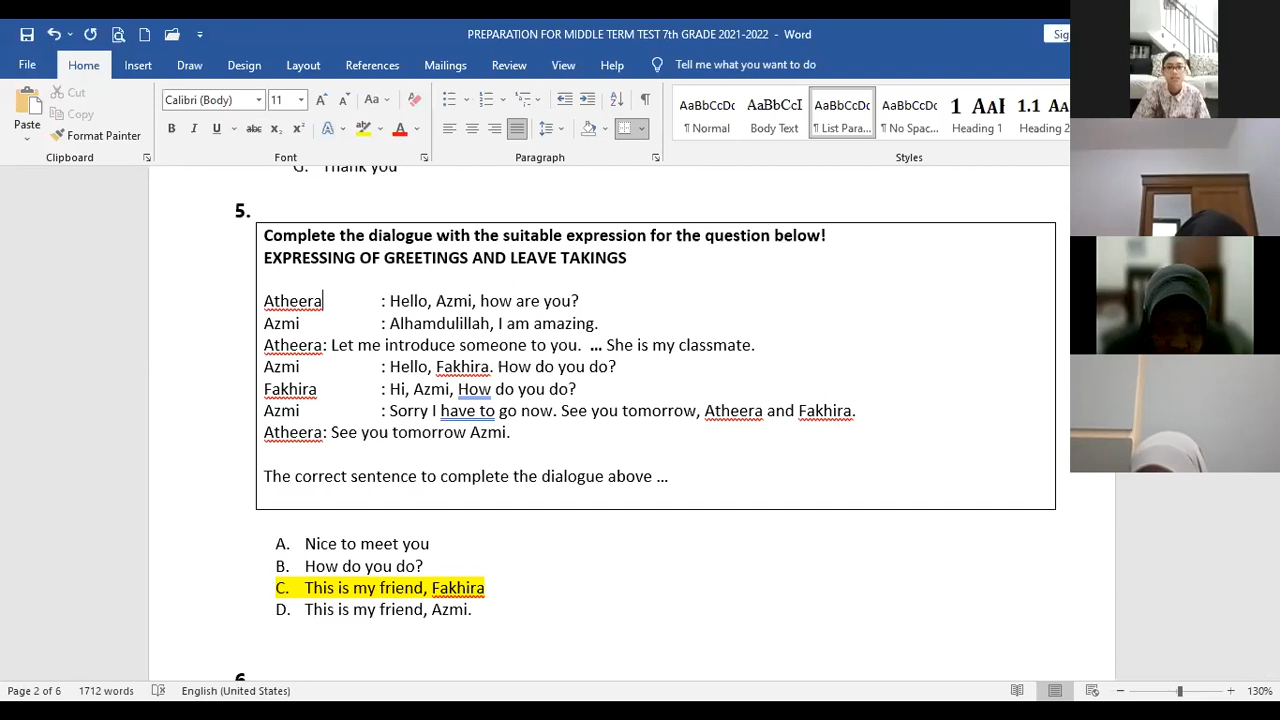 PREPARATION FOR MIDDLE TERM TEST 7th GRADE 2021-2022 - Word
Sig
File Home Insert Draw Design Layout References Mailings Review View Help Tell me what you want to do
Paste
Cut
Copy
Format Painter
Calibri (Body) 11
Clipboard
Font
Paragraph
Styles
AaBbCcDc
¶ Normal
AaBbCcI
Body Text
AaBbCcDc
¶ List Para...
AaBbCcDc
¶ No Spac...
1 AaI
Heading 1
1.1 Aa
Heading 2
G. Thank you
5.
Complete the dialogue with the suitable expression for the question below!
EXPRESSING OF GREETINGS AND LEAVE TAKINGS
Atheera : Hello, Azmi, how are you?
Azmi : Alhamdulillah, I am amazing.
Atheera: Let me introduce someone to you. ... She is my classmate.
Azmi : Hello, Fakhira. How do you do?
Fakhira : Hi, Azmi, How do you do?
Azmi : Sorry I have to go now. See you tomorrow, Atheera and Fakhira.
Atheera: See you tomorrow Azmi.
The correct sentence to complete the dialogue above ...
A. Nice to meet you
B. How do you do?
C. This is my friend, Fakhira
D. This is my friend, Azmi.
6
Page 2 of 6 1712 words English (United States) 130%